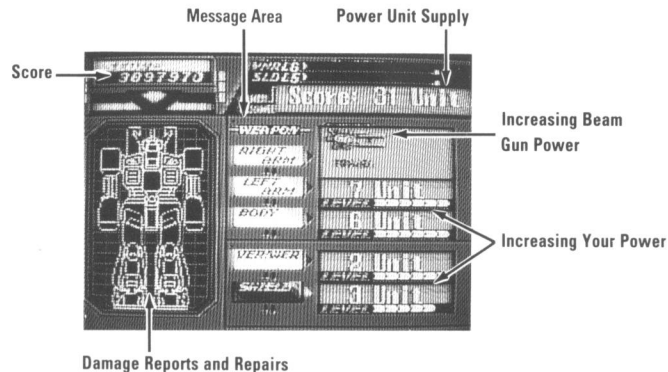 Message Area
Power Unit Supply
Score
3097970
Score: 31 Unit
WEAPON
RIGHT ARM
LEFT ARM
BODY
SHIELD
7 Unit
LEVEL
6 Unit
LEVEL
2 Unit
LEVEL
3 Unit
LEVEL
Increasing Beam
Gun Power
Increasing Your Power
Damage Reports and Repairs